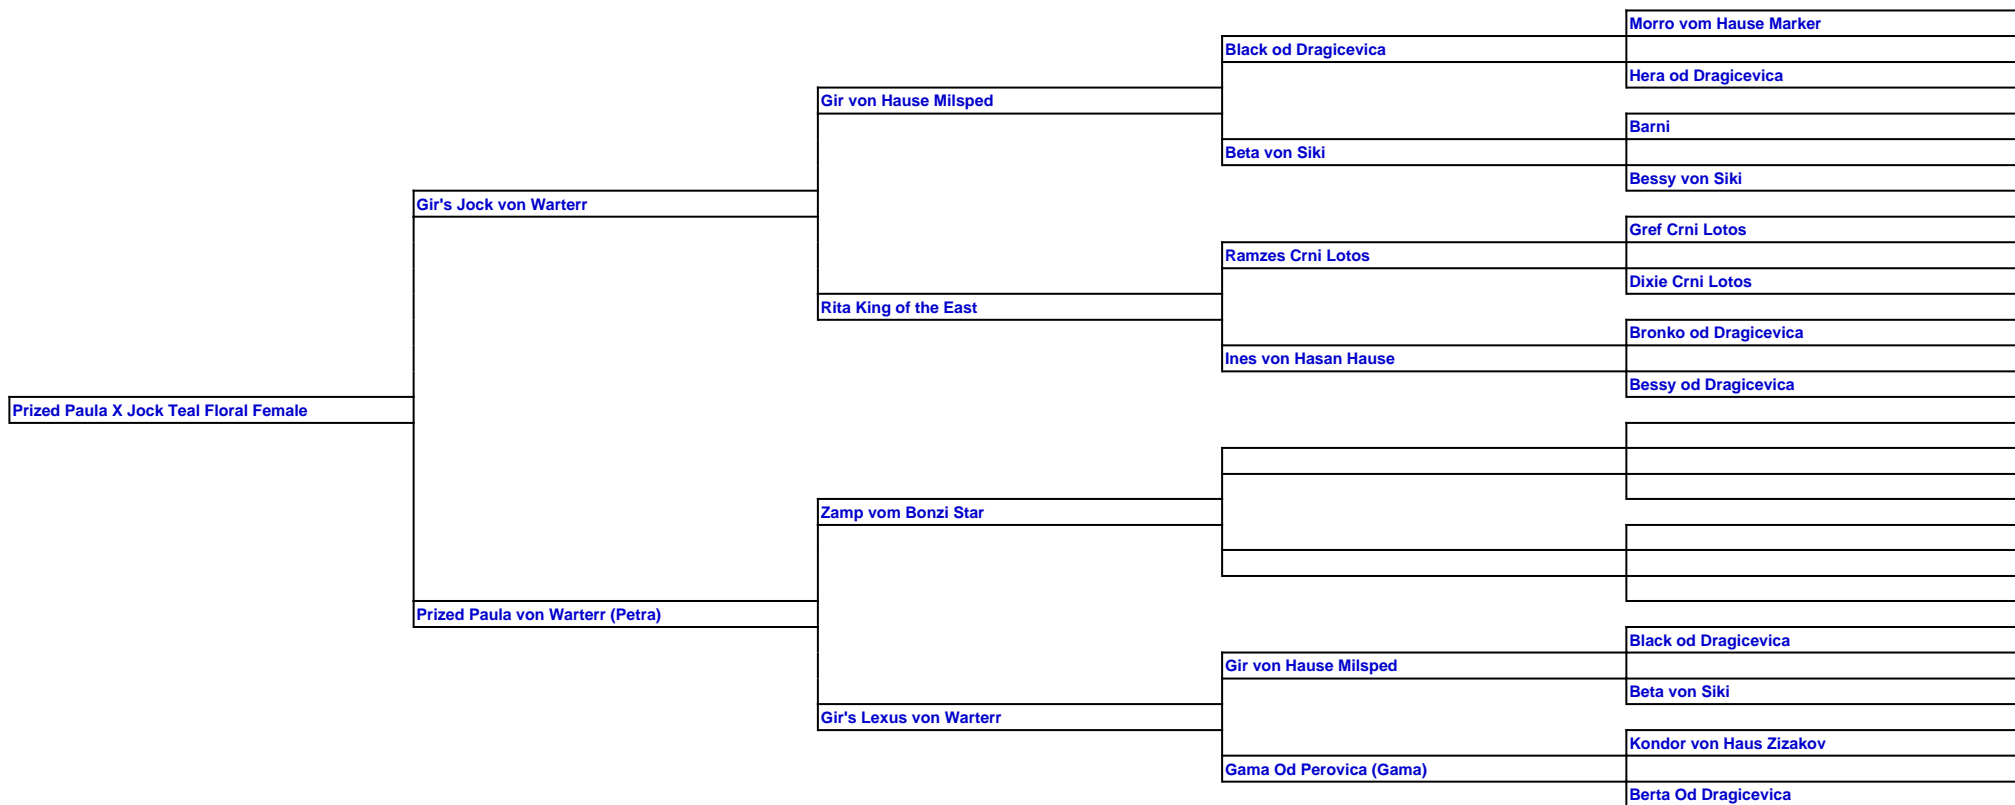 Morro vom Hause Marker
Black od Dragicevica
Hera od Dragicevica
Gir von Hause Milsped
Barni
Beta von Siki
Bessy von Siki
Gir's Jock von Warterr
Gref Crni Lotos
Ramzes Crni Lotos
Dixie Crni Lotos
Rita King of the East
Bronko od Dragicevica
Ines von Hasan Hause
Bessy od Dragicevica
Prized Paula X Jock Teal Floral Female
Zamp vom Bonzi Star
Prized Paula von Warterr (Petra)
Black od Dragicevica
Gir von Hause Milsped
Beta von Siki
Gir's Lexus von Warterr
Kondor von Haus Zizakov
Gama Od Perovica (Gama)
Berta Od Dragicevica